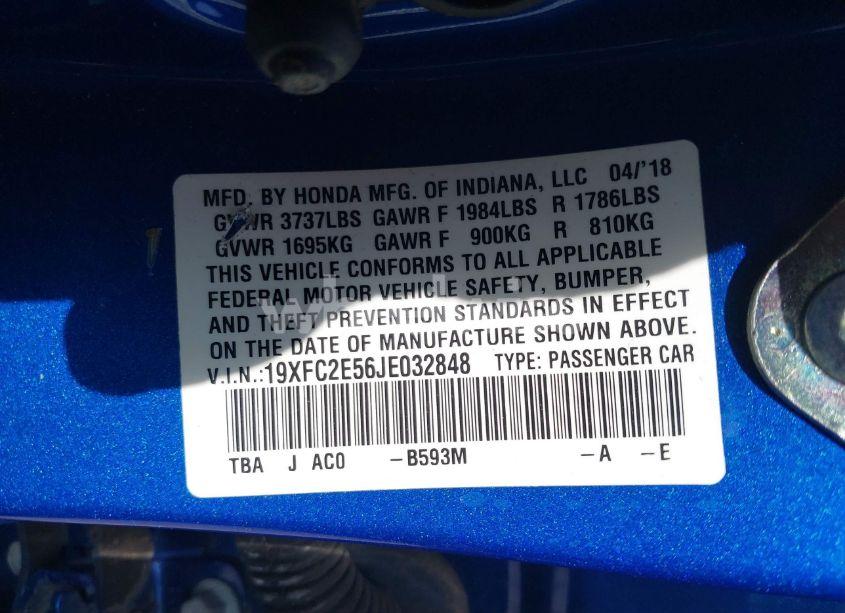 MFD. BY HONDA MFG. OF INDIANA, LLC 04/'18
GVWR 3737LBS GAWR F 1984LBS R 1786LBS
GVWR 1695KG GAWR F 900KG R 810KG
THIS VEHICLE CONFORMS TO ALL APPLICABLE
FEDERAL MOTOR VEHICLE SAFETY, BUMPER,
AND THEFT PREVENTION STANDARDS IN EFFECT
ON THE DATE OF MANUFACTURE SHOWN ABOVE.
V.I.N.:19XFC2E56JE032848 TYPE: PASSENGER CAR
TBA J AC0 -B593M -A -E